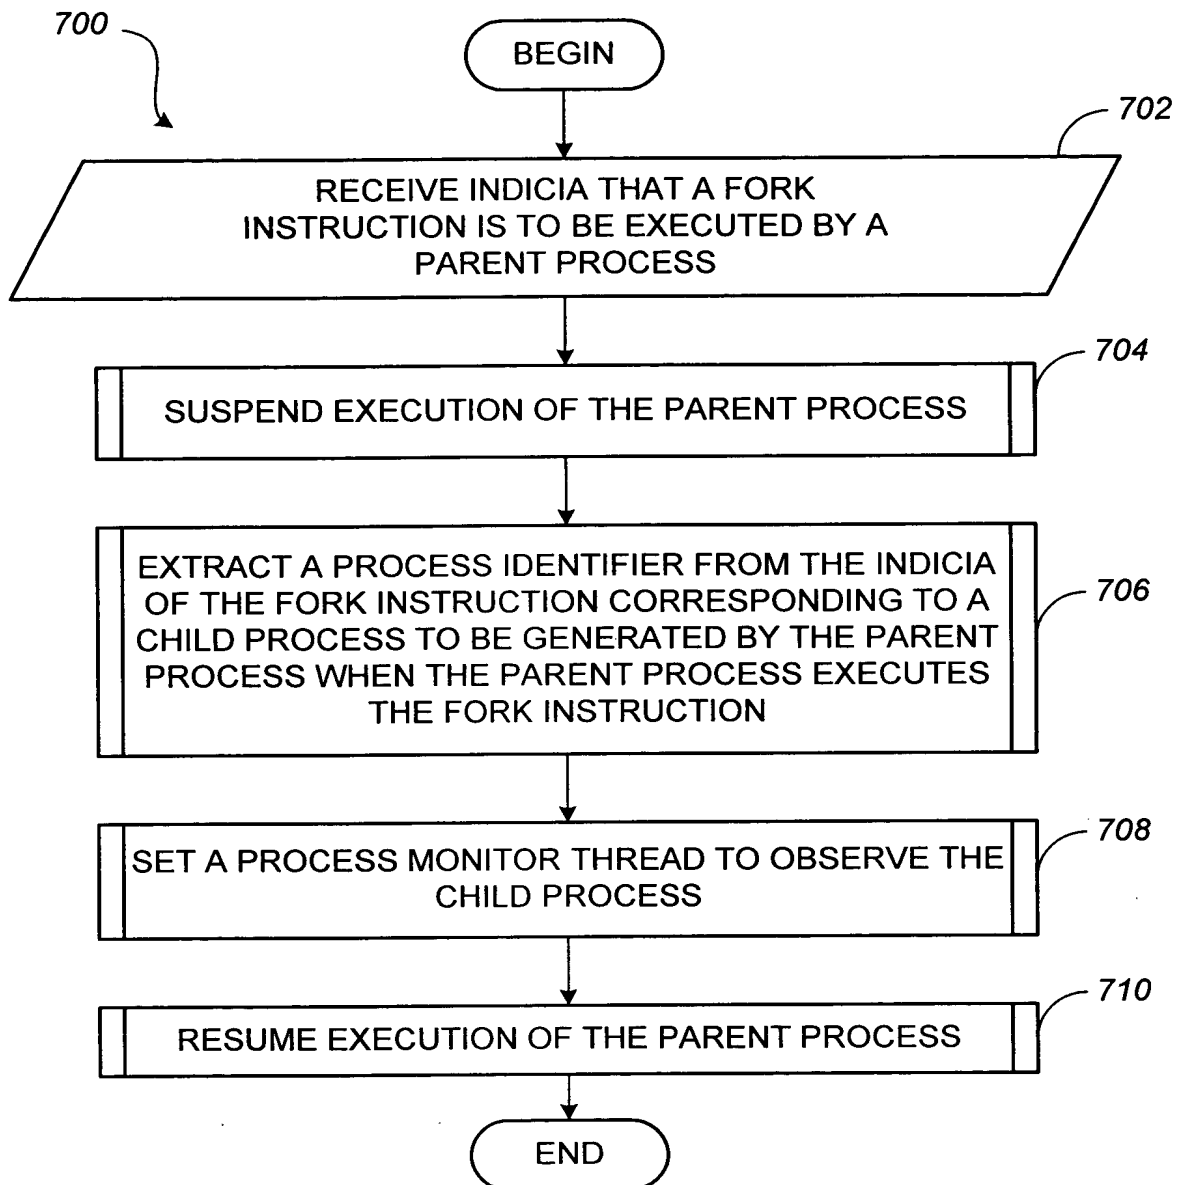 700
BEGIN
702
RECEIVE INDICIA THAT A FORK
INSTRUCTION IS TO BE EXECUTED BY A
PARENT PROCESS
704
SUSPEND EXECUTION OF THE PARENT PROCESS
706
EXTRACT A PROCESS IDENTIFIER FROM THE INDICIA
OF THE FORK INSTRUCTION CORRESPONDING TO A
CHILD PROCESS TO BE GENERATED BY THE PARENT
PROCESS WHEN THE PARENT PROCESS EXECUTES
THE FORK INSTRUCTION
708
SET A PROCESS MONITOR THREAD TO OBSERVE THE
CHILD PROCESS
710
RESUME EXECUTION OF THE PARENT PROCESS
END